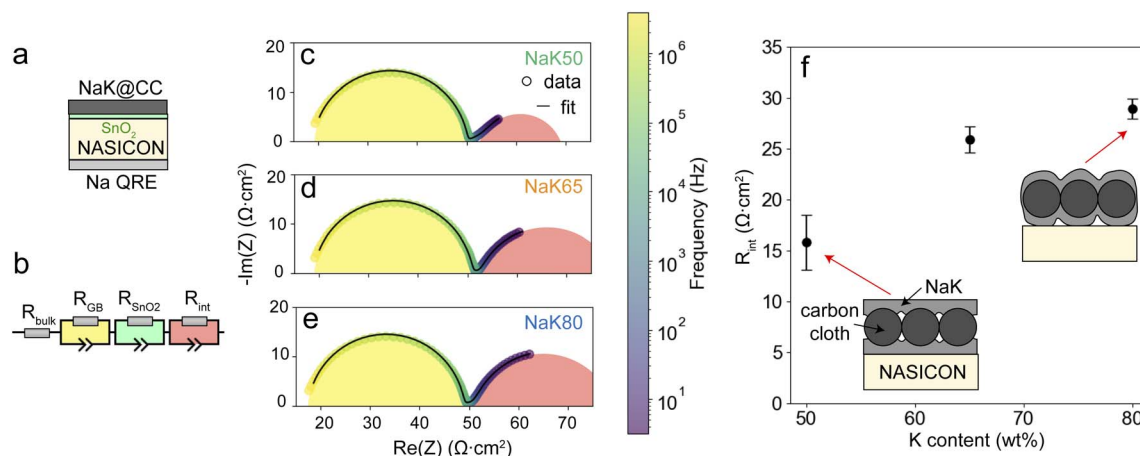 a
NaK@CC
SnO2
NASICON
Na QRE
b
Rbulk
RGB
RSnO2
Rint
-Im(Z) (Ω·cm²)
20
10
0
c
NaK50
data
fit
20
10
0
d
NaK65
20
10
0
e
NaK80
20 30 40 50 60 70
Re(Z) (Ω·cm²)
Frequency (Hz)
10⁶
10⁵
10⁴
10³
10²
10¹
f
Rint (Ω·cm²)
35
30
25
20
15
10
5
0
NaK
carbon
cloth
NASICON
50 60 70 80
K content (wt%)